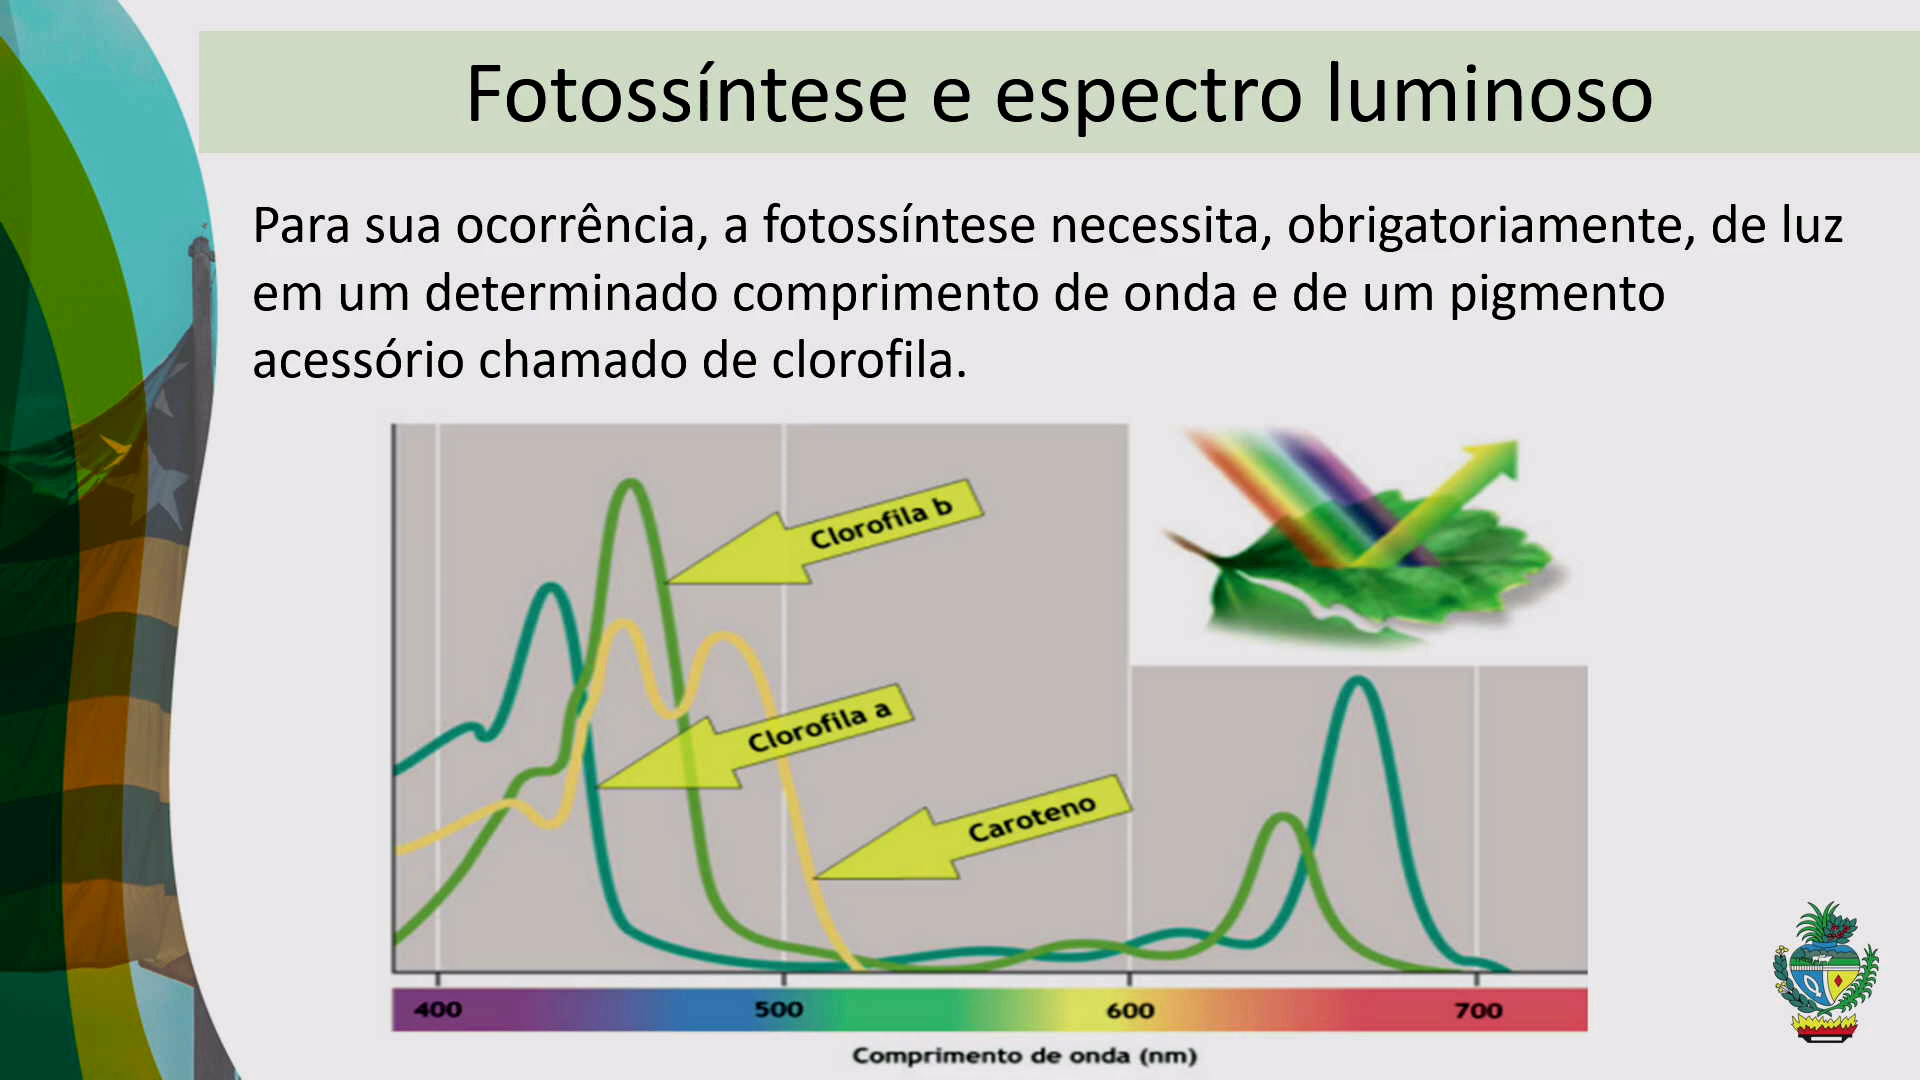 Fotossíntese e espectro luminoso
Para sua ocorrência, a fotossíntese necessita, obrigatoriamente, de luz
em um determinado comprimento de onda e de um pigmento
acessório chamado de clorofila.
Clorofila b
Clorofila a
Caroteno
400 500 600 700
Comprimento de onda (nm)